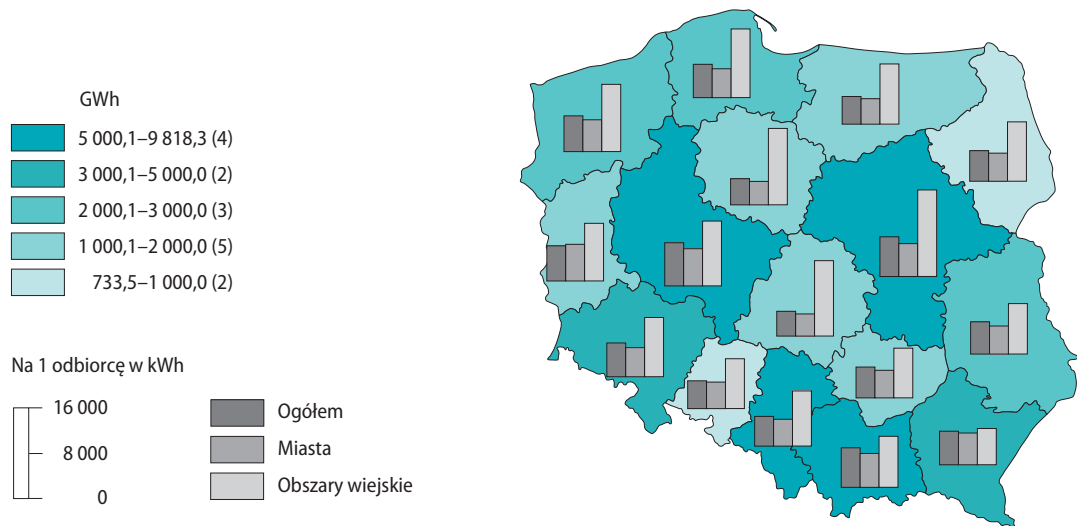 GWh
5 000,1–9 818,3 (4)
3 000,1–5 000,0 (2)
2 000,1–3 000,0 (3)
1 000,1–2 000,0 (5)
733,5–1 000,0 (2)
Na 1 odbiorcę w kWh
16 000
8 000
0
Ogółem
Miasta
Obszary wiejskie